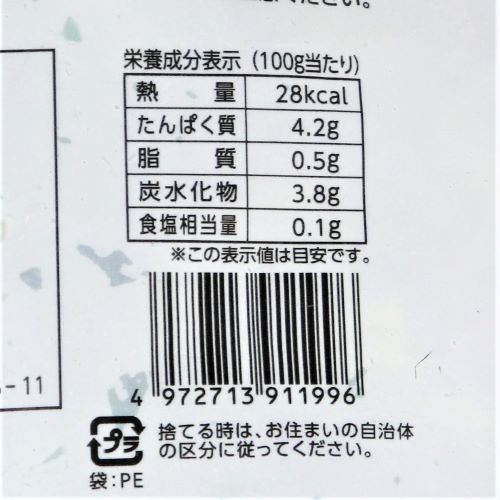 ください。
栄養成分表示 (100g当たり)
熱 量 28kcal
たんぱく質 4.2g
脂 質 0.5g
炭水化物 3.8g
食塩相当量 0.1g
※この表示値は目安です。
-11
4 972713 911996
プラ 捨てる時は、お住まいの自治体
の区分に従ってください。
袋:PE